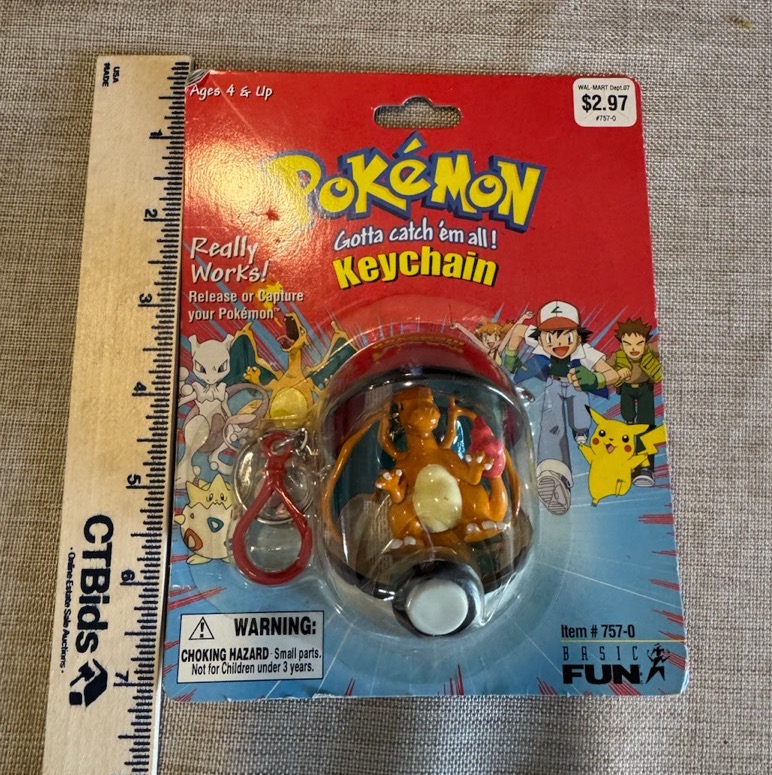 Ages 4 & Up
WAL-MART Dept.07
$2.97
#757-0
POKéMON
Gotta catch 'em all!
Keychain
Really
Works!
Release or Capture
your Pokémon™
WARNING:
CHOKING HAZARD-Small parts.
Not for Children under 3 years.
Item # 757-0
BASIC
FUN
USA
MADE
1
2
3
4
5
6
7
CTBids
· Online Estate Sale Auctions ·